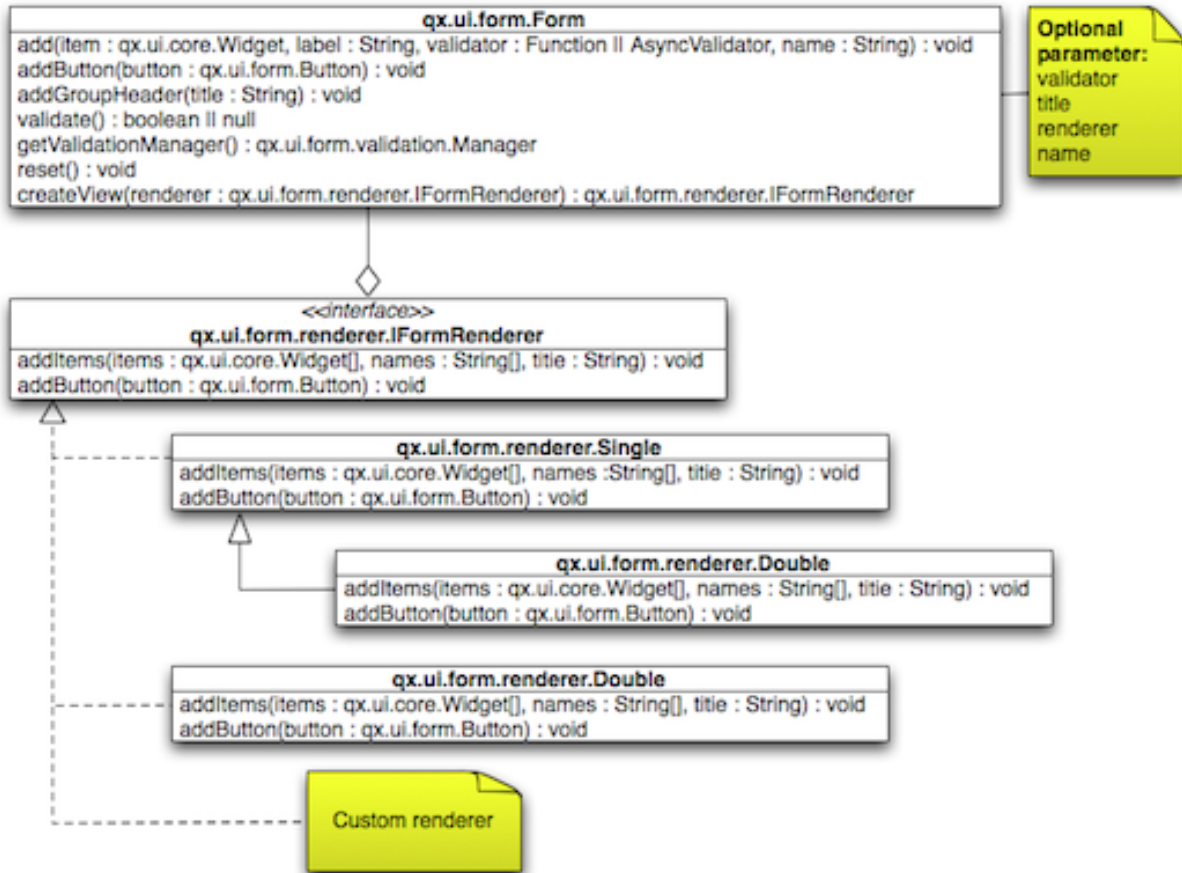 qx.ui.form.Form
add(item : qx.ui.core.Widget, label : String, validator : Function || AsyncValidator, name : String) : void
addButton(button : qx.ui.form.Button) : void
addGroupHeader(title : String) : void
validate() : boolean || null
getValidationManager() : qx.ui.form.validation.Manager
reset() : void
createView(renderer : qx.ui.form.renderer.IFormRenderer) : qx.ui.form.renderer.IFormRenderer
Optional
parameter:
validator
title
renderer
name
<<interface>>
qx.ui.form.renderer.IFormRenderer
addItems(items : qx.ui.core.Widget[], names : String[], title : String) : void
addButton(button : qx.ui.form.Button) : void
qx.ui.form.renderer.Single
addItems(items : qx.ui.core.Widget[], names :String[], title : String) : void
addButton(button : qx.ui.form.Button) : void
qx.ui.form.renderer.Double
addItems(items : qx.ui.core.Widget[], names : String[], title : String) : void
addButton(button : qx.ui.form.Button) : void
qx.ui.form.renderer.Double
addItems(items : qx.ui.core.Widget[], names : String[], title : String) : void
addButton(button : qx.ui.form.Button) : void
Custom renderer